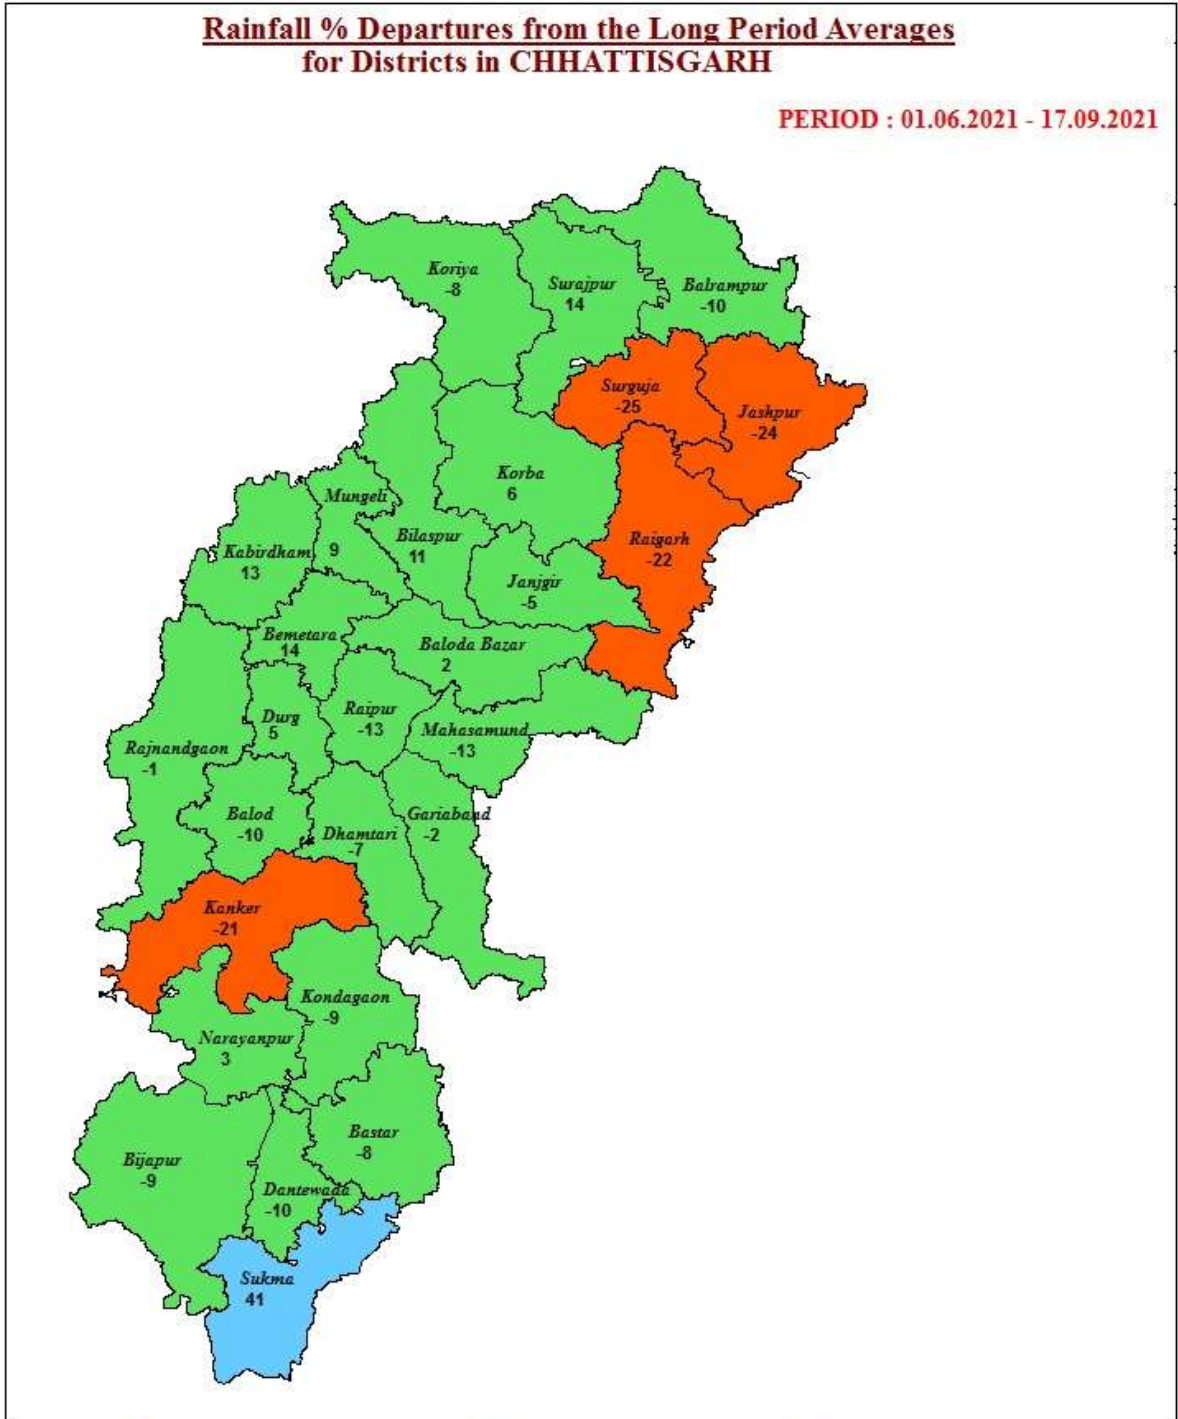 Rainfall % Departures from the Long Period Averages
for Districts in CHHATTISGARH
PERIOD : 01.06.2021 - 17.09.2021
Koriya
-8
Surajpur
14
Balrampur
-10
Surguja
-25
Jashpur
-24
Korba
6
Mungeli
9
Bilaspur
11
Raigarh
-22
Kabirdham
13
Janjgir
-5
Bemetara
14
Baloda Bazar
2
Durg
5
Raipur
-13
Mahasamund
-13
Rajnandgaon
-1
Balod
-10
Dhamtari
-7
Gariaband
-2
Kanker
-21
Kondagaon
-9
Narayanpur
3
Bastar
-8
Bijapur
-9
Dantewada
-10
Sukma
41